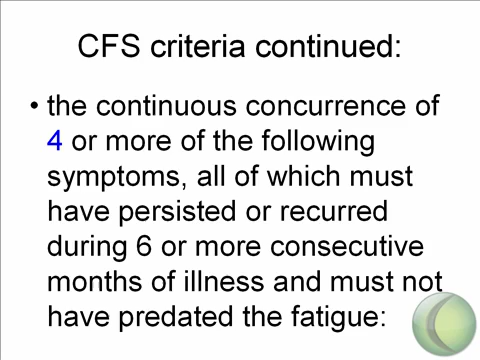 CFS criteria continued:
• the continuous concurrence of
4 or more of the following
symptoms, all of which must
have persisted or recurred
during 6 or more consecutive
months of illness and must not
have predated the fatigue: